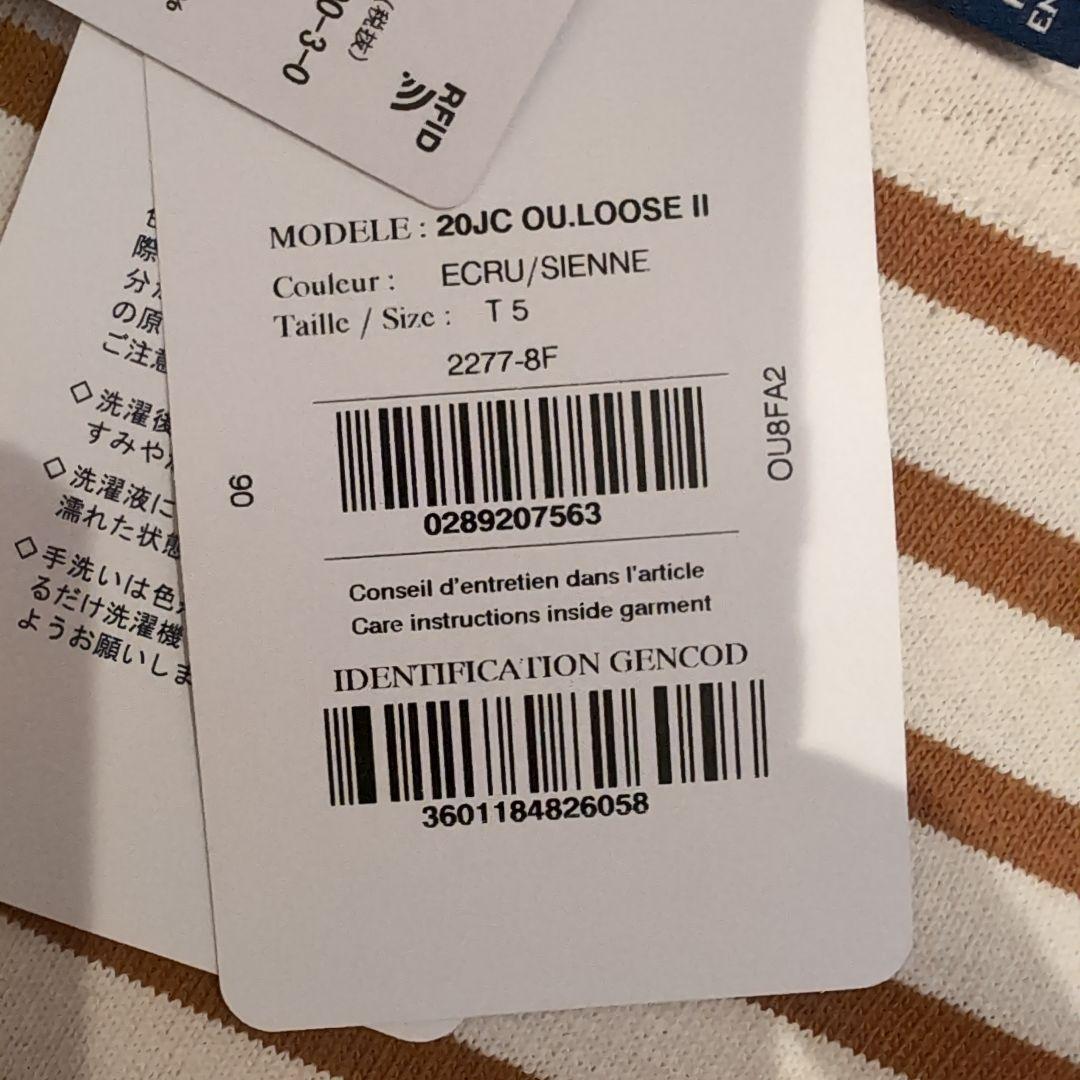 0-3-0
(税抜)
RFID
MODELE : 20JC OU.LOOSE II
Couleur : ECRU/SIENNE
Taille / Size : T 5
2277-8F
0289207563
06
OU8FA2
Conseil d'entretien dans l'article
Care instructions inside garment
IDENTIFICATION GENCOD
3601184826058
際
分
の原
ご注意
◇洗濯後
すみや
◇洗濯液に
濡れた状態
◇手洗いは色
るだけ洗濯機
ようお願いしま